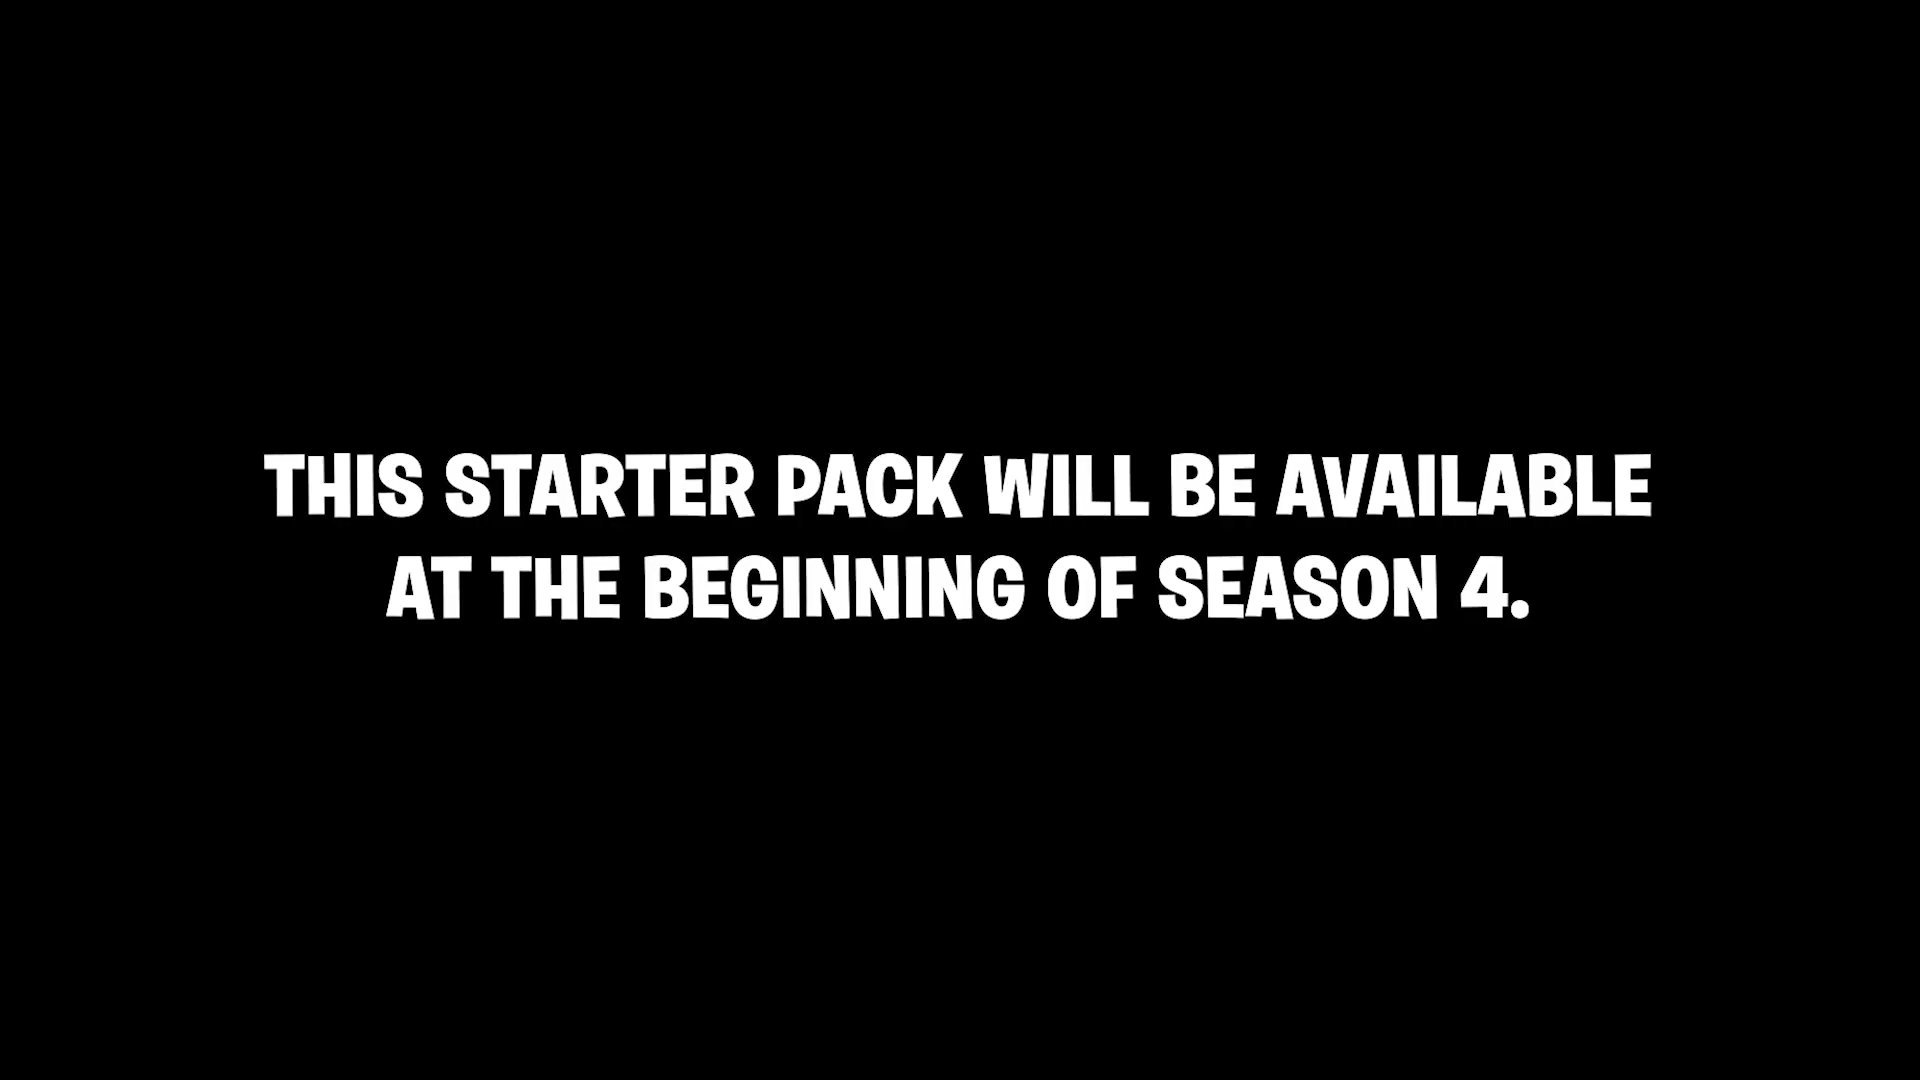 THIS STARTER PACK WILL BE AVAILABLE
AT THE BEGINNING OF SEASON 4.